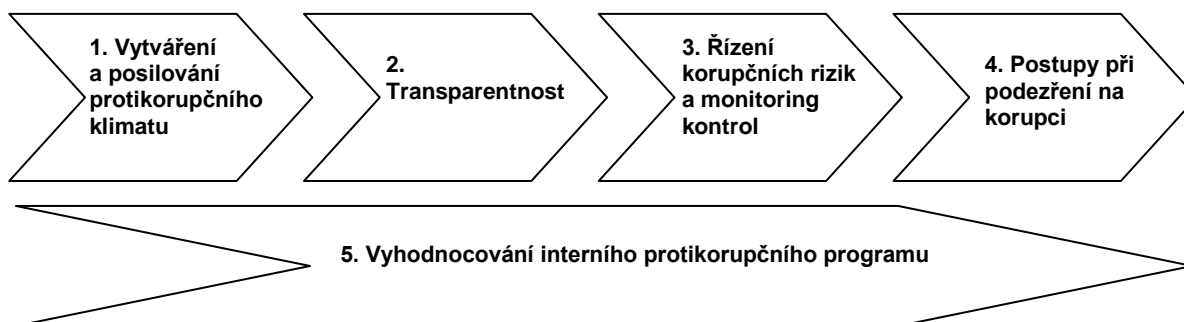 1. Vytváření
a posilování
protikorupčního
klimatu
2.
Transparentnost
3. Řízení
korupčních rizik
a monitoring
kontrol
4. Postupy při
podezření na
korupci
5. Vyhodnocování interního protikorupčního programu